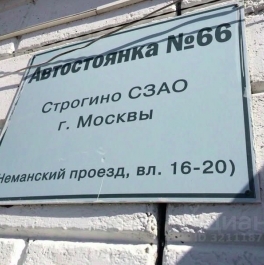 Автостоянка №66
Строгино СЗАО
г. Москвы
Неманский проезд, вл. 16-20)